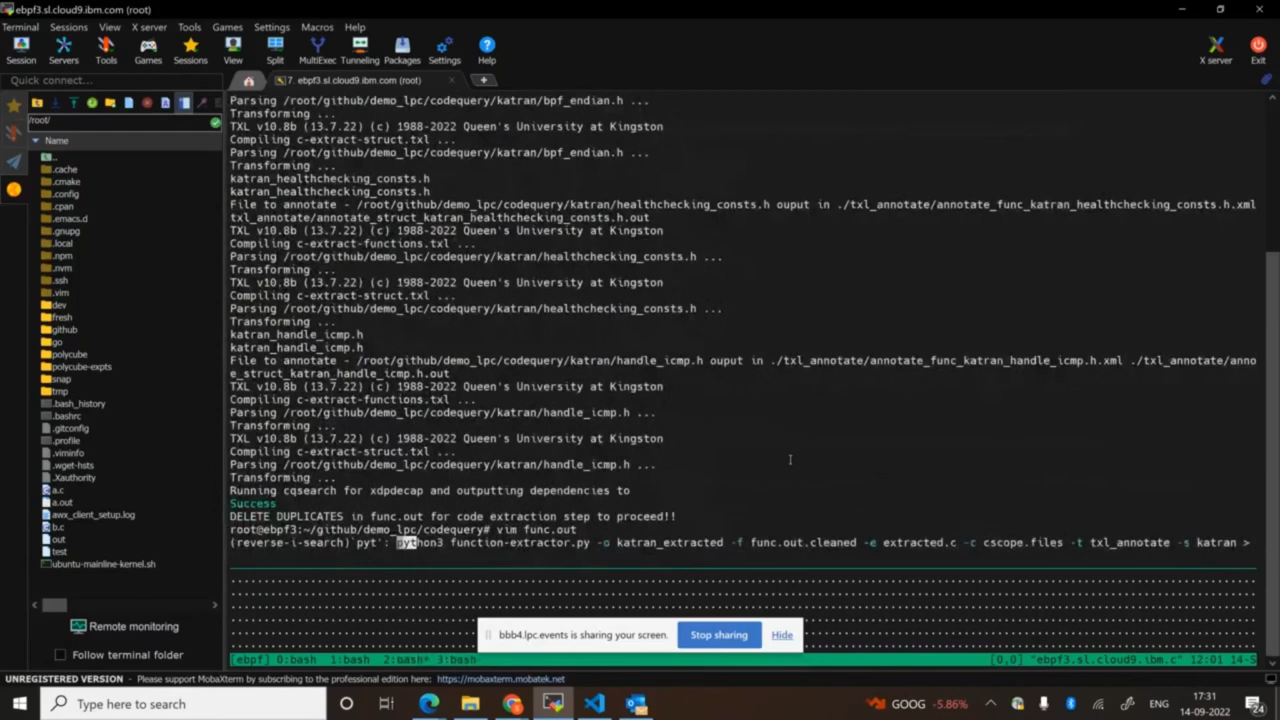 ebpf3.sl.cloud9.ibm.com (root)
Terminal Sessions View X server Tools Games Settings Macros Help
Session Servers Tools Games Sessions View Split MultiExec Tunneling Packages Settings Help X server Exit
Quick connect...
7. ebpf3.sl.cloud9.ibm.com (root)
/root/
Name
..
.cache
.cmake
.config
.cpan
.emacs.d
.gnupg
.local
.npm
.nvm
.ssh
.vim
dev
fresh
github
go
polycube
polycube-expts
snap
tmp
.bash_history
.bashrc
.gitconfig
.profile
.viminfo
.wget-hsts
.Xauthority
a.c
a.out
awx_client_setup.log
b.c
out
test
ubuntu-mainline-kernel.sh
Remote monitoring
Follow terminal folder
Parsing /root/github/demo_lpc/codequery/katran/bpf_endian.h ...
Transforming ...
TXL v10.8b (13.7.22) (c) 1988-2022 Queen's University at Kingston
Compiling c-extract-struct.txl ...
Parsing /root/github/demo_lpc/codequery/katran/bpf_endian.h ...
Transforming ...
katran_healthchecking_consts.h
katran_healthchecking_consts.h
File to annotate - /root/github/demo_lpc/codequery/katran/healthchecking_consts.h ouput in ./txl_annotate/annotate_func_katran_healthchecking_consts.h.xml
txl_annotate/annotate_struct_katran_healthchecking_consts.h.out
TXL v10.8b (13.7.22) (c) 1988-2022 Queen's University at Kingston
Compiling c-extract-functions.txl ...
Parsing /root/github/demo_lpc/codequery/katran/healthchecking_consts.h ...
Transforming ...
TXL v10.8b (13.7.22) (c) 1988-2022 Queen's University at Kingston
Compiling c-extract-struct.txl ...
Parsing /root/github/demo_lpc/codequery/katran/healthchecking_consts.h ...
Transforming ...
katran_handle_icmp.h
katran_handle_icmp.h
File to annotate - /root/github/demo_lpc/codequery/katran/handle_icmp.h ouput in ./txl_annotate/annotate_func_katran_handle_icmp.h.xml ./txl_annotate/anno
e_struct_katran_handle_icmp.h.out
TXL v10.8b (13.7.22) (c) 1988-2022 Queen's University at Kingston
Compiling c-extract-functions.txl ...
Parsing /root/github/demo_lpc/codequery/katran/handle_icmp.h ...
Transforming ...
TXL v10.8b (13.7.22) (c) 1988-2022 Queen's University at Kingston
Compiling c-extract-struct.txl ...
Parsing /root/github/demo_lpc/codequery/katran/handle_icmp.h ...
Transforming ...
Running cqsearch for xdpdecap and outputting dependencies to
Success
DELETE DUPLICATES in func.out for code extraction step to proceed!!
root@ebpf3:~/github/demo_lpc/codequery# vim func.out
(reverse-i-search)`pyt': python3 function-extractor.py -o katran_extracted -f func.out.cleaned -e extracted.c -c cscope.files -t txl_annotate -s katran >
bbb4.lpc.events is sharing your screen. Stop sharing Hide
[ebpf] 0:bash 1:bash 2:bash* 3:bash- [0,0] "ebpf3.sl.cloud9.ibm.c" 12:01 14-S
UNREGISTERED VERSION - Please support MobaXterm by subscribing to the professional edition here: https://mobaxterm.mobatek.net
Type here to search
GOOG -5.86%
ENG
17:31
14-09-2022
24